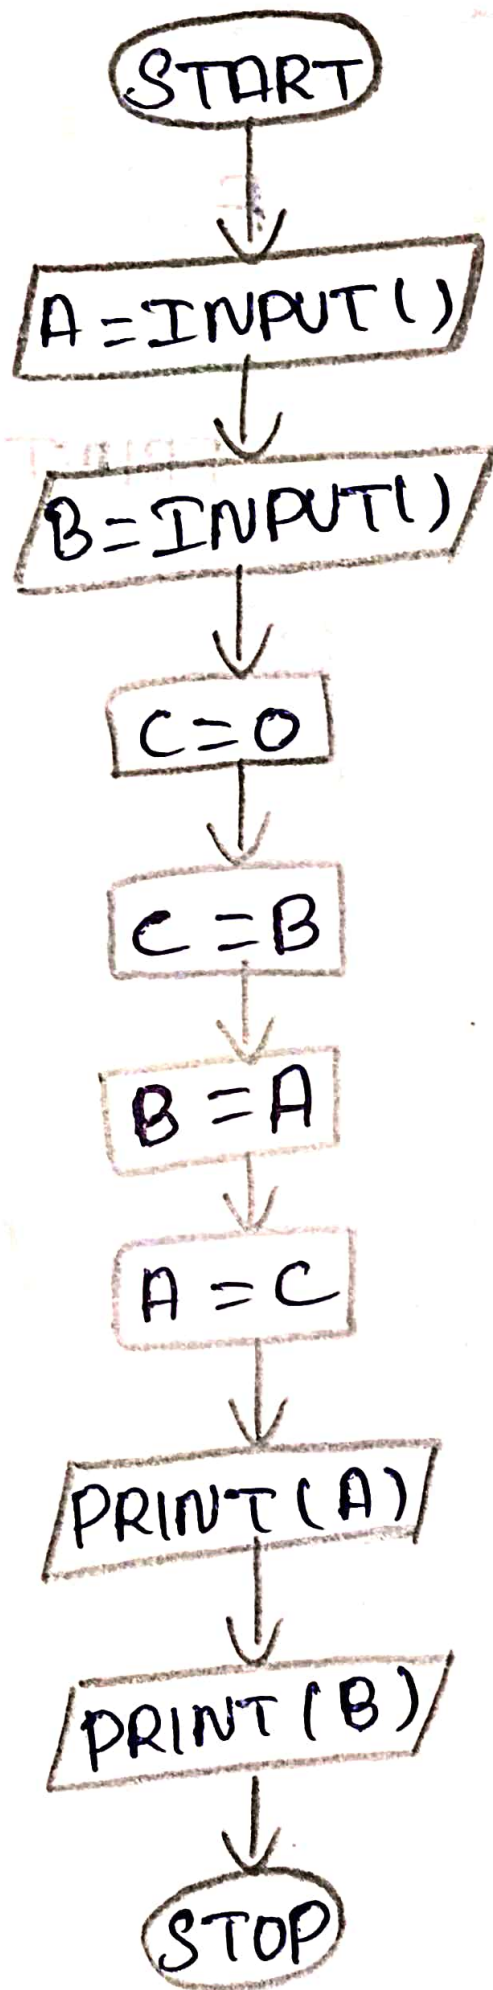 START
A=INPUT()
B=INPUT()
C=0
C=B
B=A
A=C
PRINT(A)
PRINT(B)
STOP